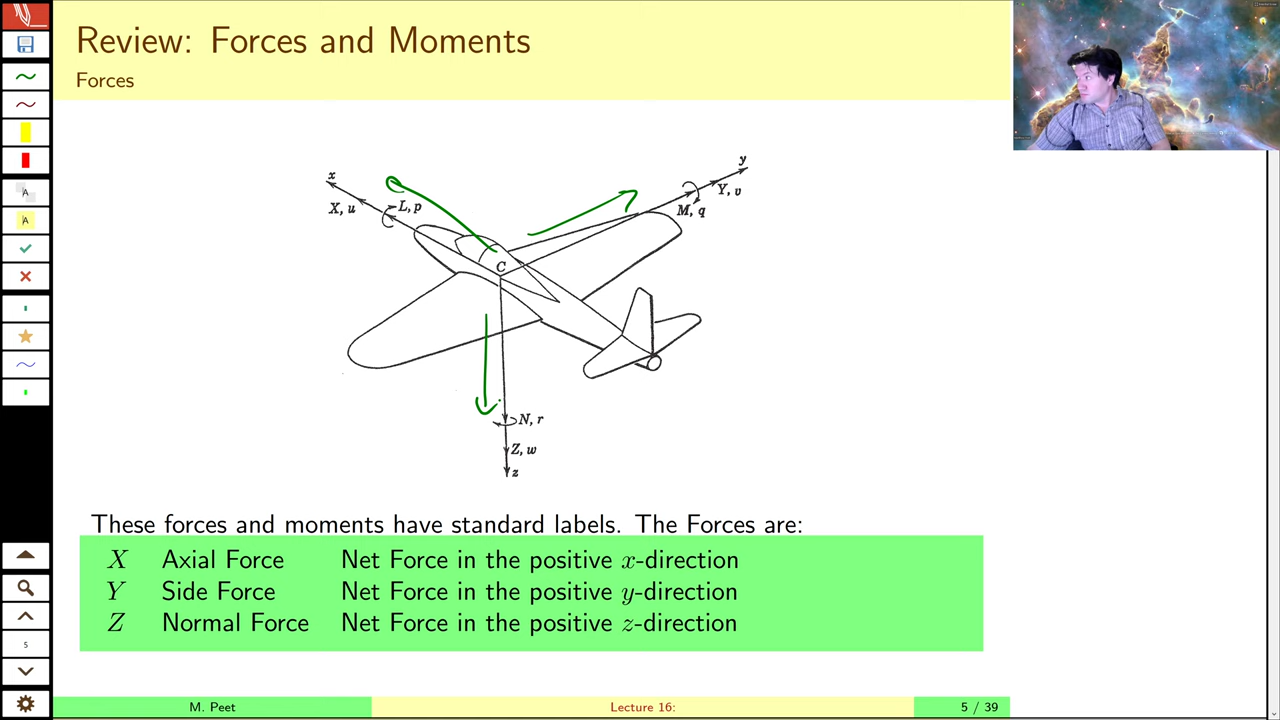 Review: Forces and Moments
Forces
x
X, u
L, p
y
Y, v
M, q
C
N, r
Z, w
z
These forces and moments have standard labels. The Forces are:
X Axial Force Net Force in the positive x-direction
Y Side Force Net Force in the positive y-direction
Z Normal Force Net Force in the positive z-direction
A
A
5
M. Peet Lecture 16: 5 / 39